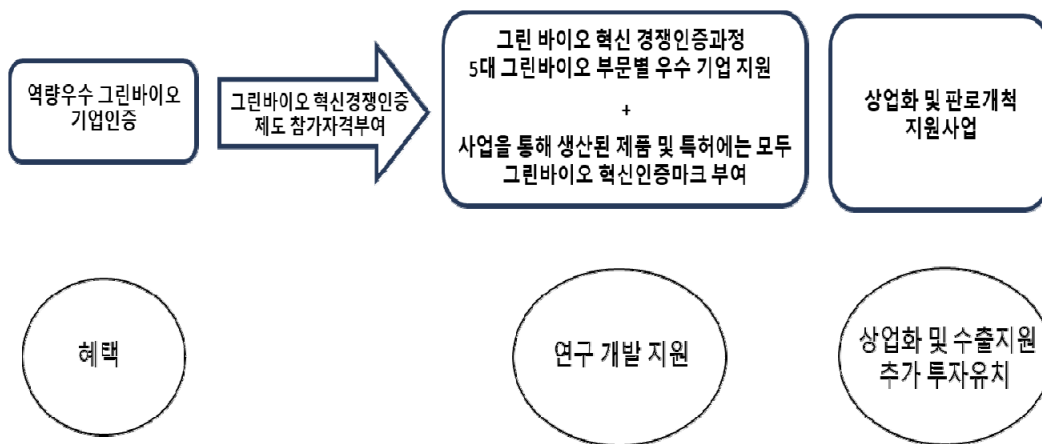 역량우수 그린바이오
기업인증
그린바이오 혁신경쟁인증
제도 참가자격부여
그린 바이오 혁신 경쟁인증과정
5대 그린바이오 부문별 우수 기업 지원
+
사업을 통해 생산된 제품 및 특허에는 모두
그린바이오 혁신인증마크 부여
상업화 및 판로개척
지원사업
혜택
연구 개발 지원
상업화 및 수출지원
추가 투자유치